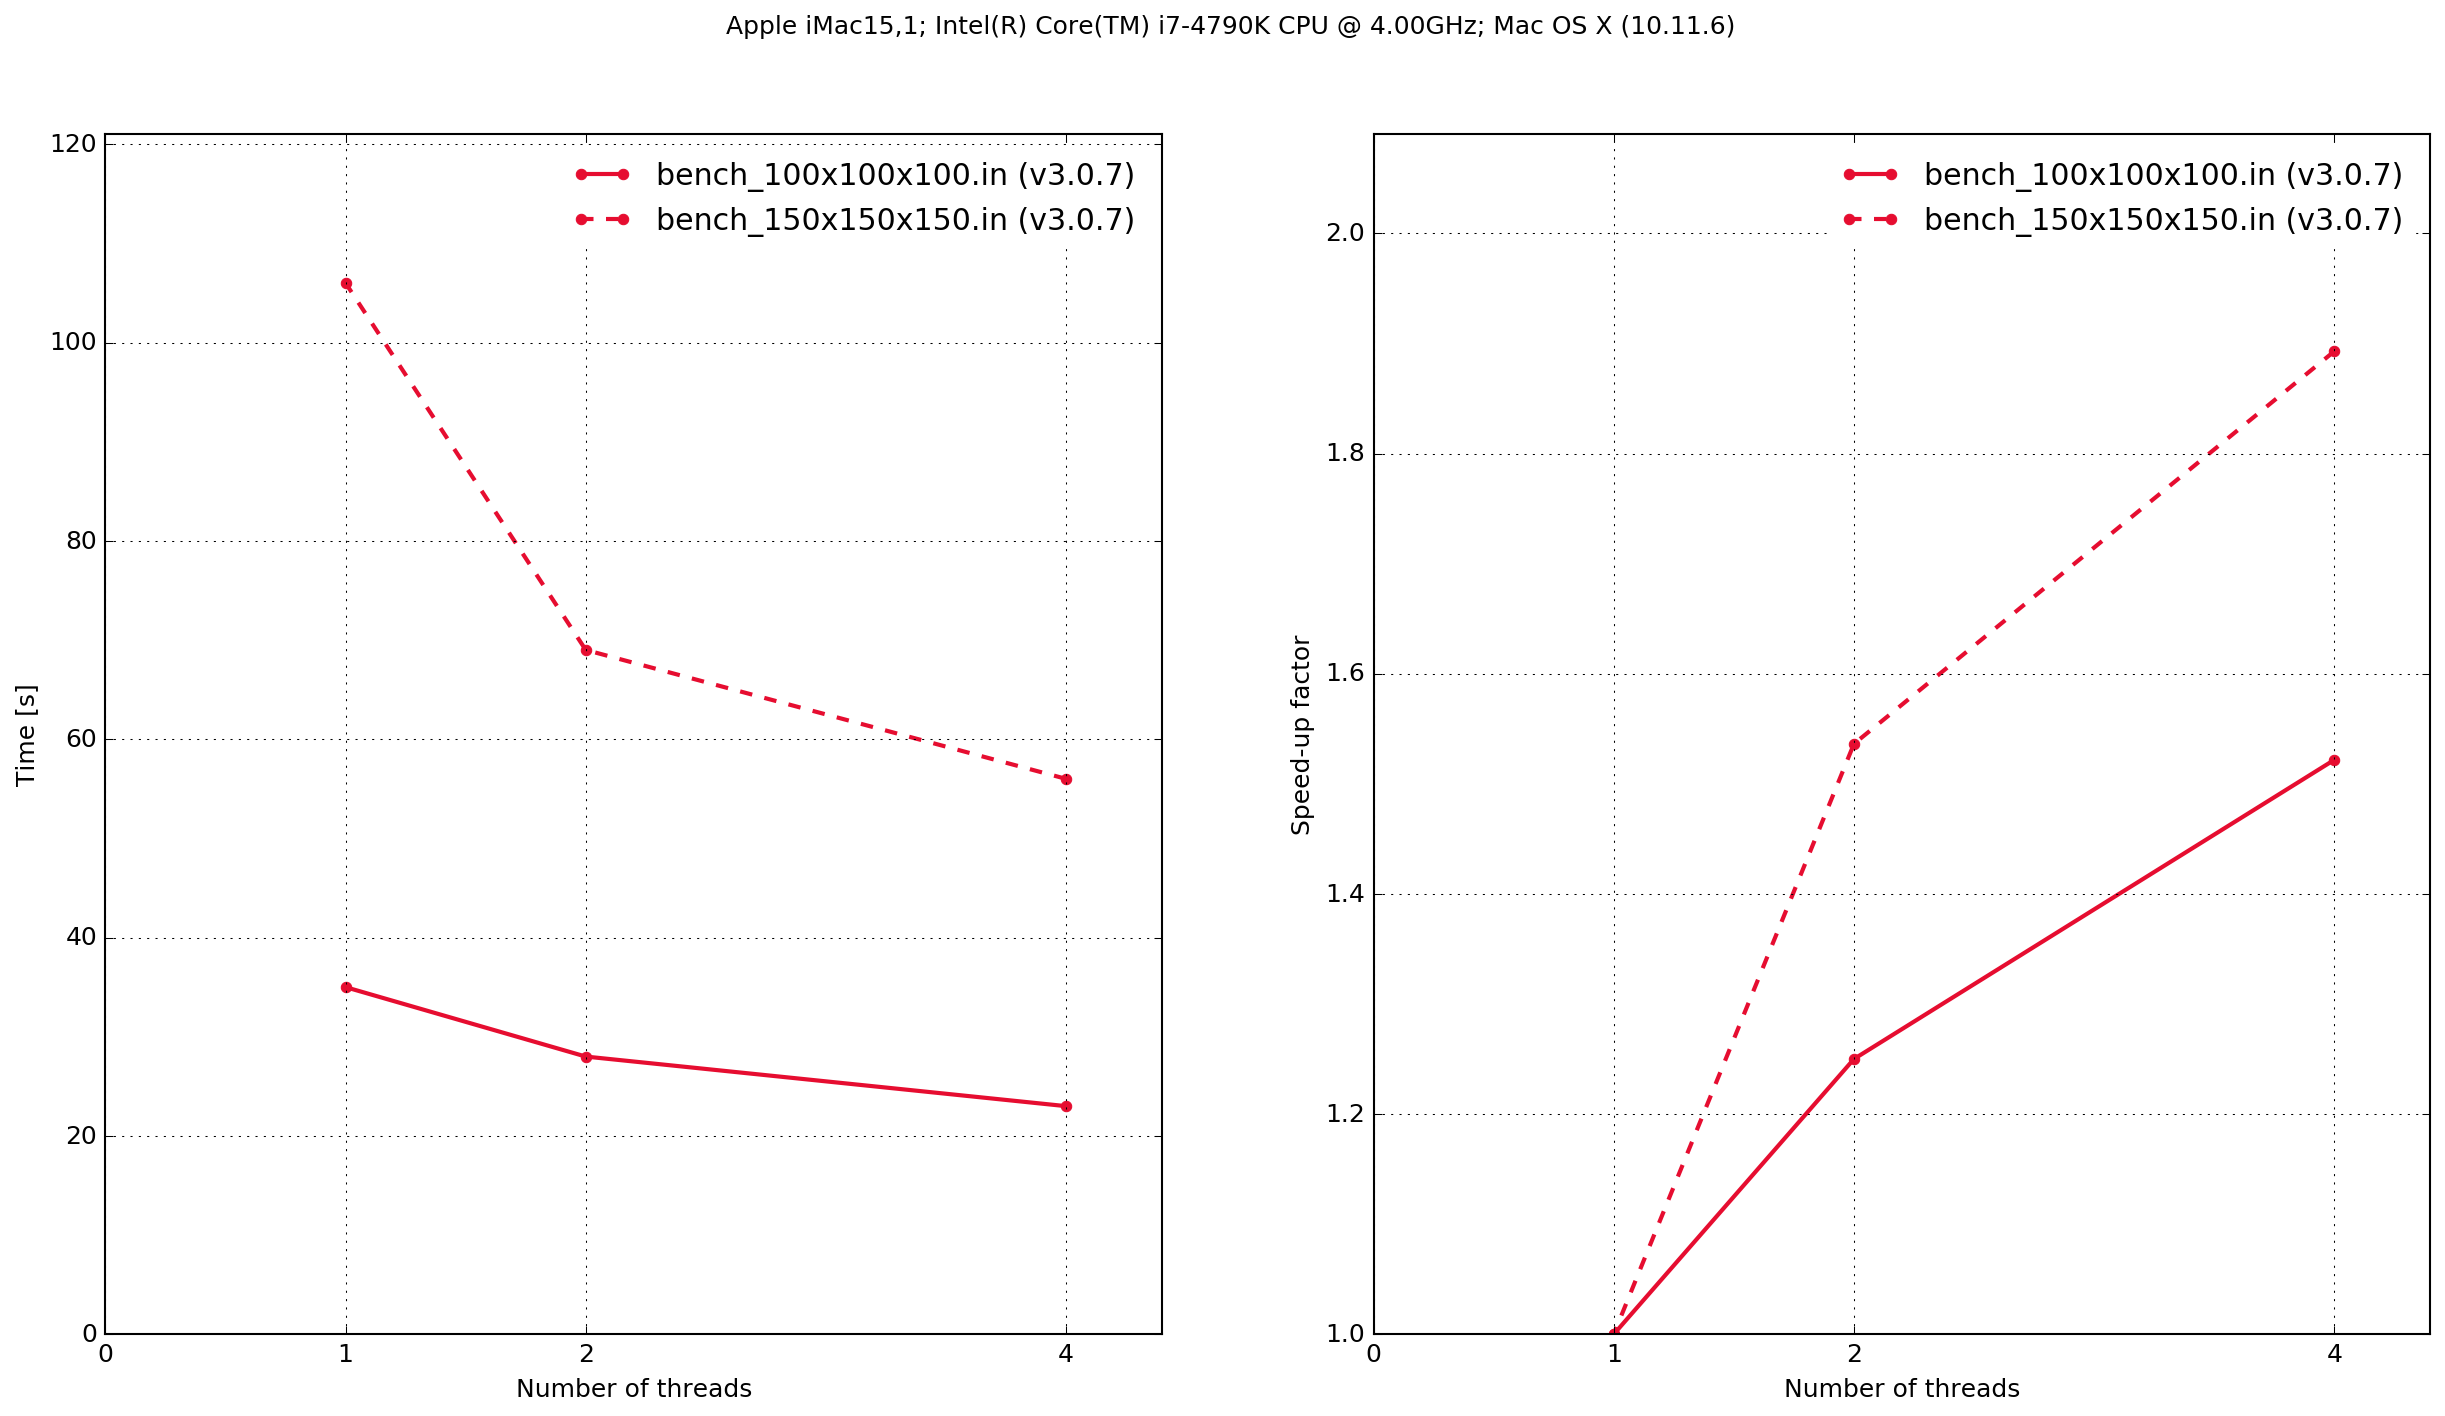 Apple iMac15,1; Intel(R) Core(TM) i7-4790K CPU @ 4.00GHz; Mac OS X (10.11.6)
120
100
80
60
40
20
0
Time [s]
bench_100x100x100.in (v3.0.7)
bench_150x150x150.in (v3.0.7)
0 1 2 4
Number of threads
2.0
1.8
1.6
1.4
1.2
1.0
Speed-up factor
bench_100x100x100.in (v3.0.7)
bench_150x150x150.in (v3.0.7)
0 1 2 4
Number of threads